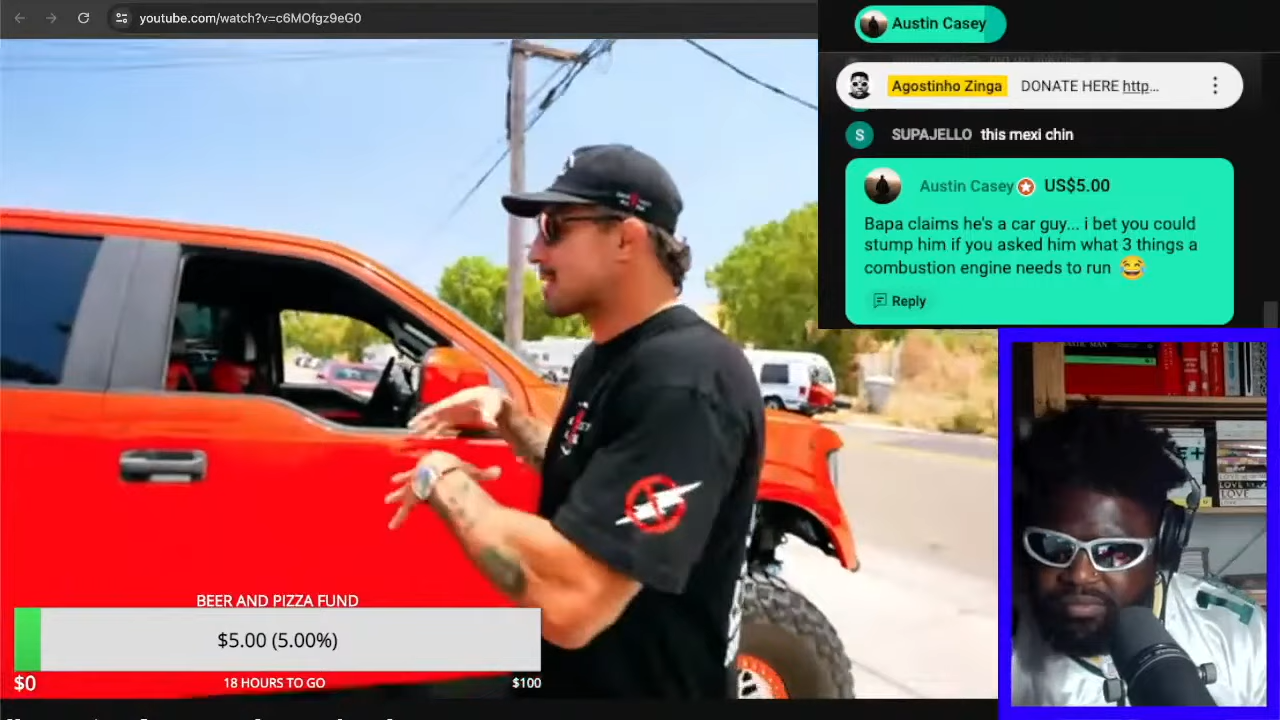 youtube.com/watch?v=c6MOfgz9eG0
Austin Casey
Agostinho Zinga DONATE HERE http...
S SUPAJELLO this mexi chin
Austin Casey US$5.00
Bapa claims he's a car guy... i bet you could
stump him if you asked him what 3 things a
combustion engine needs to run 😂
Reply
BEER AND PIZZA FUND
$5.00 (5.00%)
$0 18 HOURS TO GO $100
LOVE